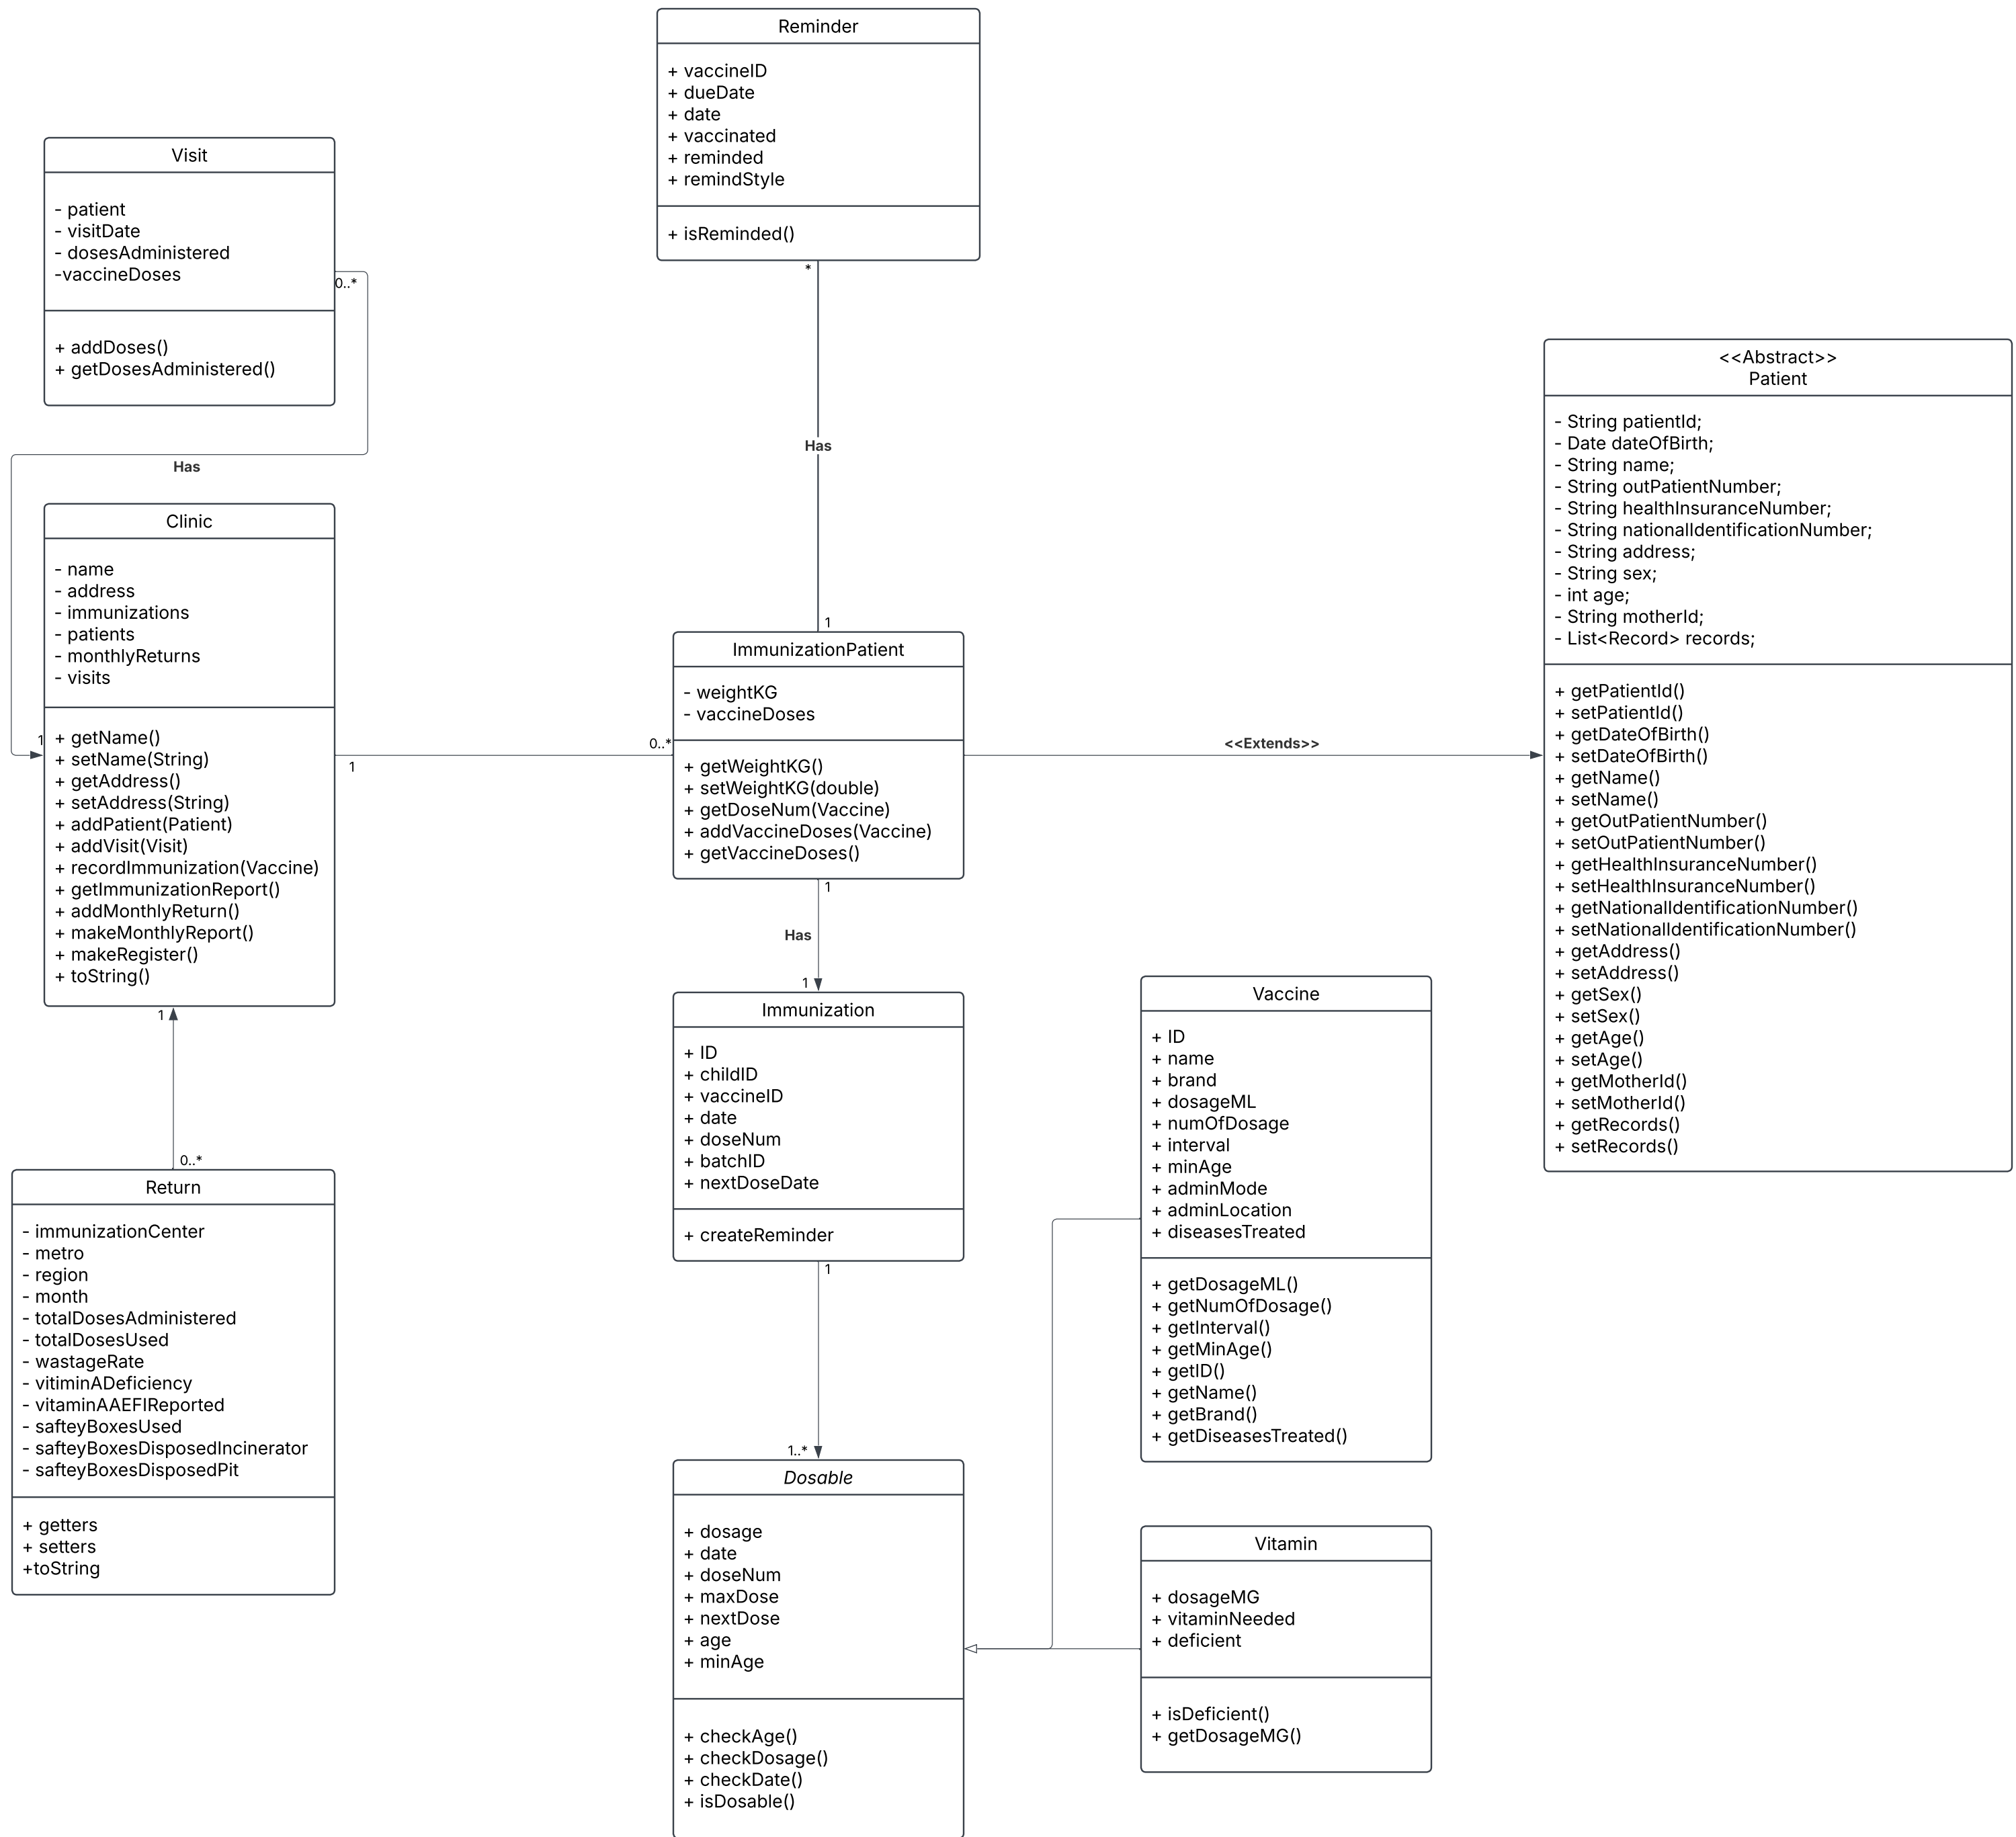 Reminder
+ vaccineID
+ dueDate
+ date
+ vaccinated
+ reminded
+ remindStyle
+ isReminded()
*
Has
1
Visit
- patient
- visitDate
- dosesAdministered
-vaccineDoses
+ addDoses()
+ getDosesAdministered()
0..*
Has
1
Clinic
- name
- address
- immunizations
- patients
- monthlyReturns
- visits
+ getName()
+ setName(String)
+ getAddress()
+ setAddress(String)
+ addPatient(Patient)
+ addVisit(Visit)
+ recordImmunization(Vaccine)
+ getImmunizationReport()
+ addMonthlyReturn()
+ makeMonthlyReport()
+ makeRegister()
+ toString()
1
0..*
ImmunizationPatient
- weightKG
- vaccineDoses
+ getWeightKG()
+ setWeightKG(double)
+ getDoseNum(Vaccine)
+ addVaccineDoses(Vaccine)
+ getVaccineDoses()
<<Extends>>
<<Abstract>>
Patient
- String patientId;
- Date dateOfBirth;
- String name;
- String outPatientNumber;
- String healthInsuranceNumber;
- String nationalIdentificationNumber;
- String address;
- String sex;
- int age;
- String motherId;
- List<Record> records;
+ getPatientId()
+ setPatientId()
+ getDateOfBirth()
+ setDateOfBirth()
+ getName()
+ setName()
+ getOutPatientNumber()
+ setOutPatientNumber()
+ getHealthInsuranceNumber()
+ setHealthInsuranceNumber()
+ getNationalIdentificationNumber()
+ setNationalIdentificationNumber()
+ getAddress()
+ setAddress()
+ getSex()
+ setSex()
+ getAge()
+ setAge()
+ getMotherId()
+ setMotherId()
+ getRecords()
+ setRecords()
1
Has
1
Immunization
+ ID
+ childID
+ vaccineID
+ date
+ doseNum
+ batchID
+ nextDoseDate
+ createReminder
1
1..*
1
0..*
Return
- immunizationCenter
- metro
- region
- month
- totalDosesAdministered
- totalDosesUsed
- wastageRate
- vitiminADeficiency
- vitaminAAEFIReported
- safteyBoxesUsed
- safteyBoxesDisposedIncinerator
- safteyBoxesDisposedPit
+ getters
+ setters
+toString
Vaccine
+ ID
+ name
+ brand
+ dosageML
+ numOfDosage
+ interval
+ minAge
+ adminMode
+ adminLocation
+ diseasesTreated
+ getDosageML()
+ getNumOfDosage()
+ getInterval()
+ getMinAge()
+ getID()
+ getName()
+ getBrand()
+ getDiseasesTreated()
Dosable
+ dosage
+ date
+ doseNum
+ maxDose
+ nextDose
+ age
+ minAge
+ checkAge()
+ checkDosage()
+ checkDate()
+ isDosable()
Vitamin
+ dosageMG
+ vitaminNeeded
+ deficient
+ isDeficient()
+ getDosageMG()